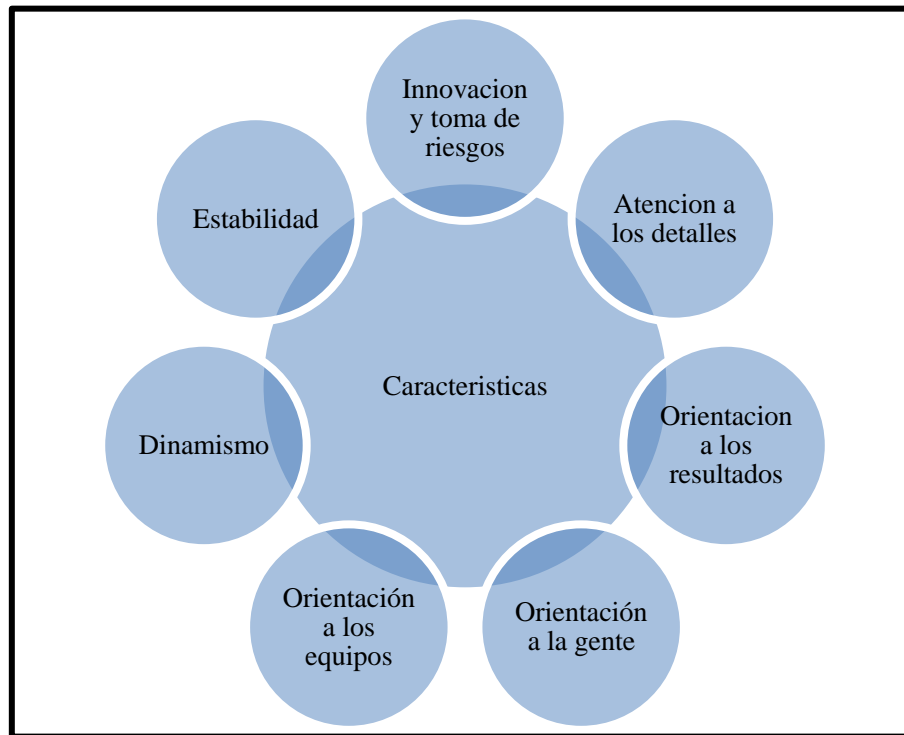 Innovacion
y toma de
riesgos
Atencion a
los detalles
Orientacion
a los
resultados
Orientación
a la gente
Orientación
a los
equipos
Dinamismo
Estabilidad
Caracteristicas